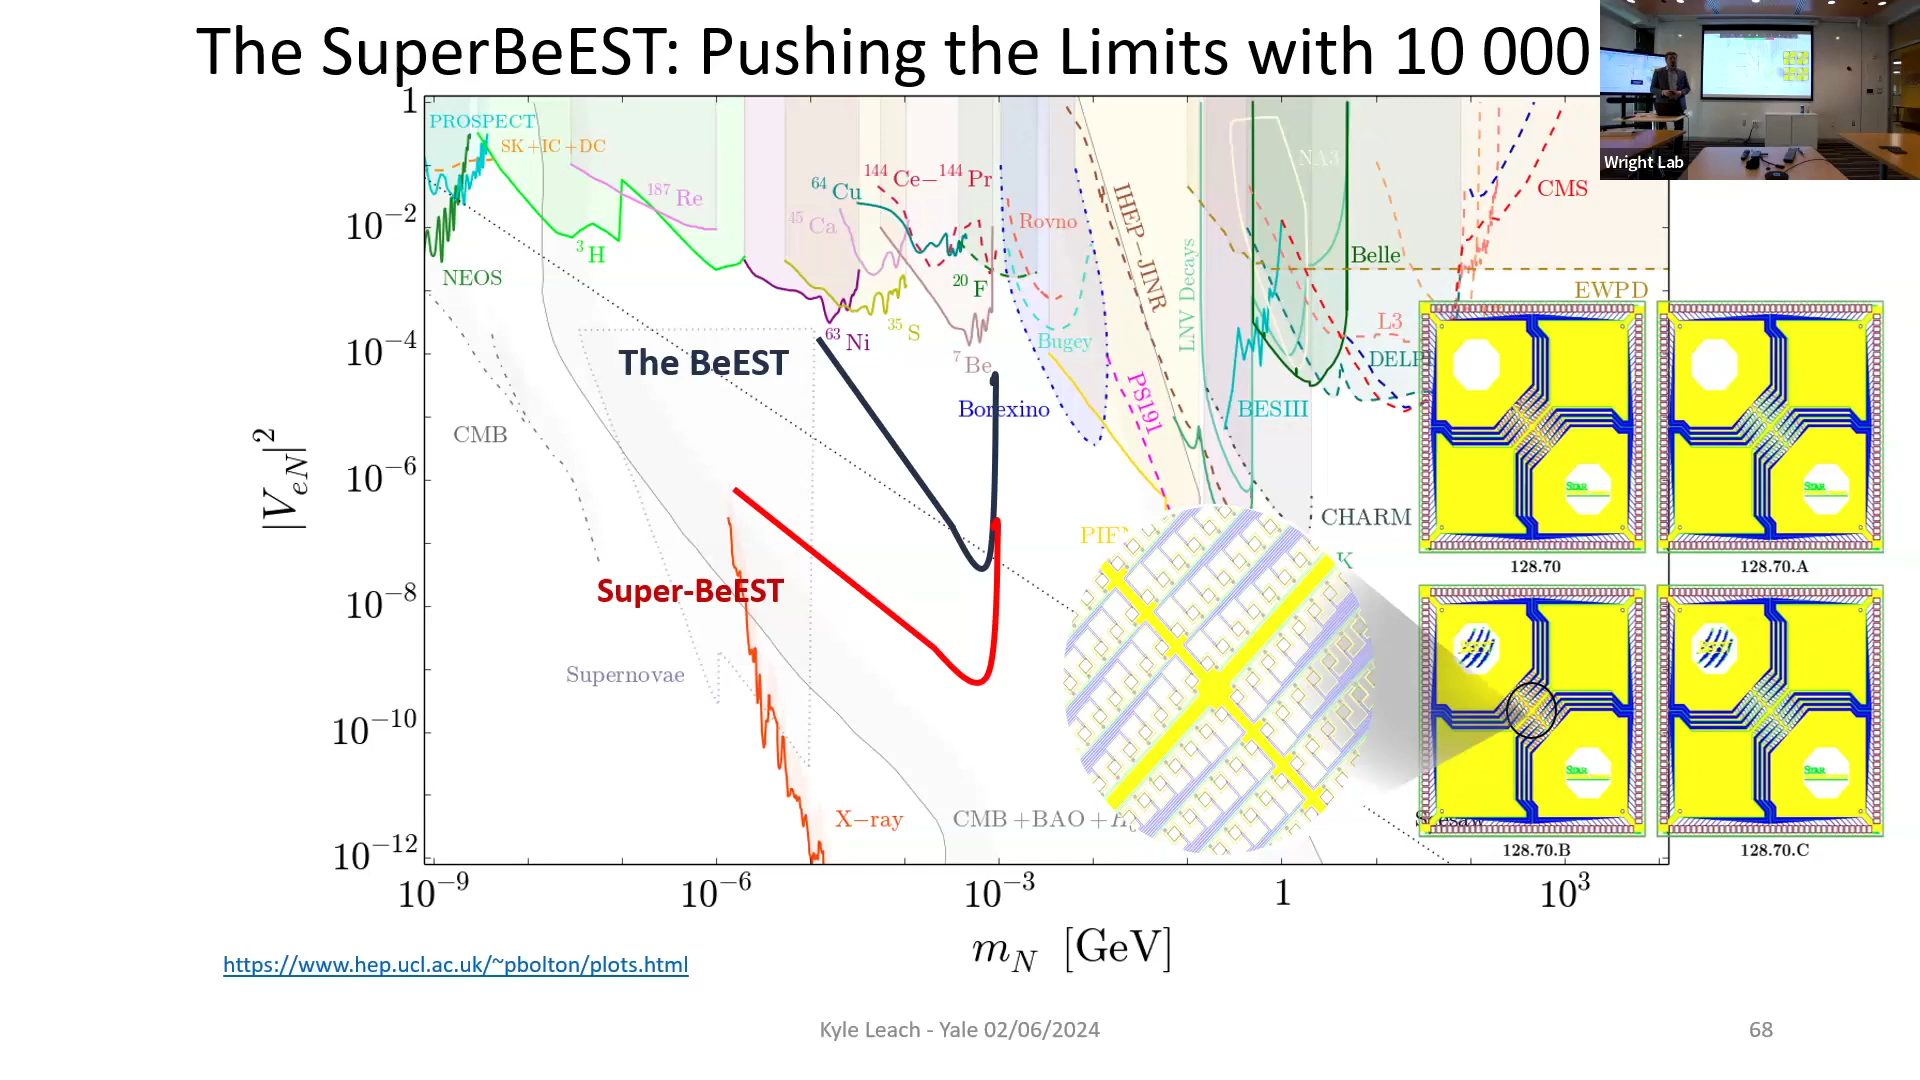 The SuperBeEST: Pushing the Limits with 10 000
Wright Lab
1
10−2
10−4
10−6
10−8
10−10
10−12
|VeN|2
PROSPECT
SK+IC+DC
187 Re
3 H
NEOS
64 Cu
144 Ce−144 Pr
45 Ca
63 Ni
35 S
20 F
7 Be
Rovno
Bugey
Borexino
IHEP−JINR
PS191
LNV Decays
NA3
Belle
BESIII
CHARM
CMS
EWPD
L3
DELP
K
The BeEST
Super-BeEST
CMB
Supernovae
X−ray
CMB+BAO+H
128.70
128.70.A
128.70.B
128.70.C
10−9
10−6
10−3
1
103
mN [GeV]
https://www.hep.ucl.ac.uk/~pbolton/plots.html
Kyle Leach - Yale 02/06/2024
68